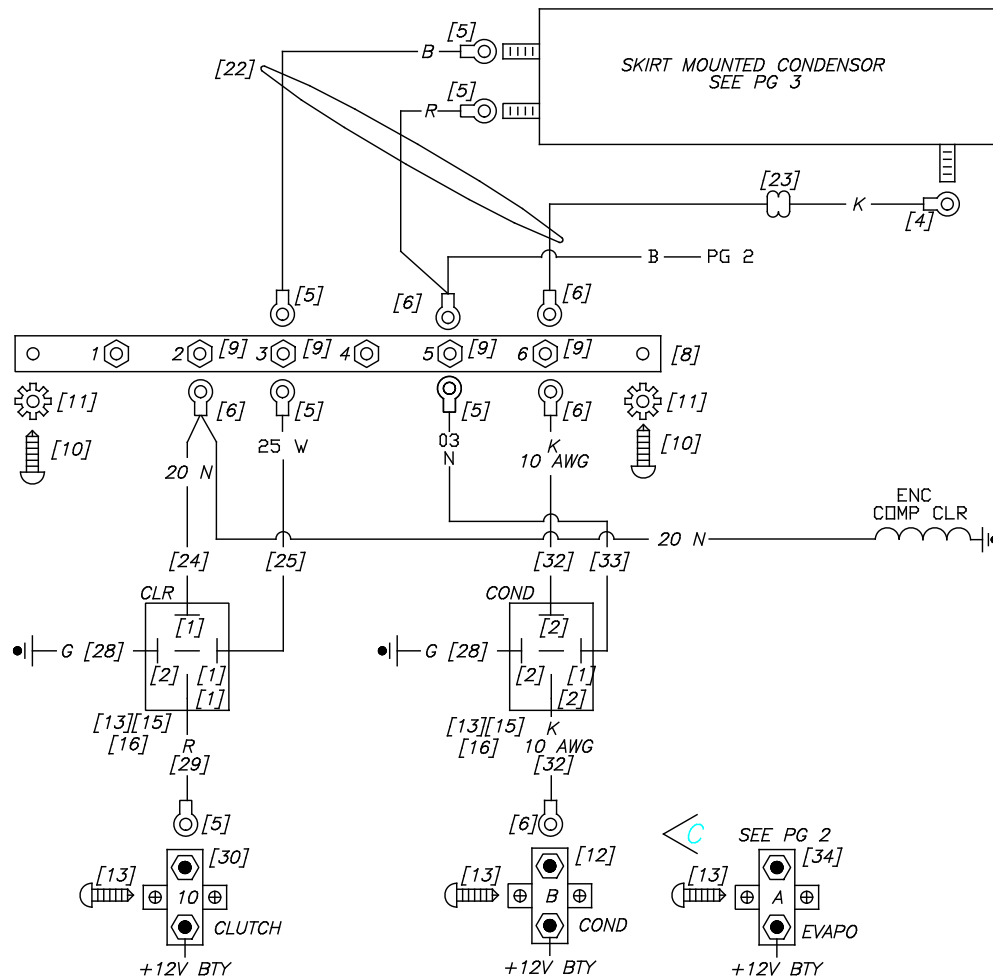 [5]
B
[22]
SKIRT MOUNTED CONDENSOR
SEE PG 3
[5]
R
[23]
K
[4]
B PG 2
[5]
[6]
[6]
1 2 [9] 3 [9] 4 5 [9] 6 [9] [8]
[11] [6] [5] [5] [6] [11]
[10] 20 N 25 W 03 N K 10 AWG [10]
ENC
COMP CLR
20 N
[24] [25] [32] [33]
CLR COND
[1] [2]
G [28] G [28]
[2] [1] [2] [1]
[1] [2]
[13][15] [13][15]
[16] [16]
R K
10 AWG
[29] [32]
[5] [6]
C SEE PG 2
[30] [12] [34]
[13] [13] [13]
10 B A
CLUTCH COND EVAPO
+12V BTY +12V BTY +12V BTY